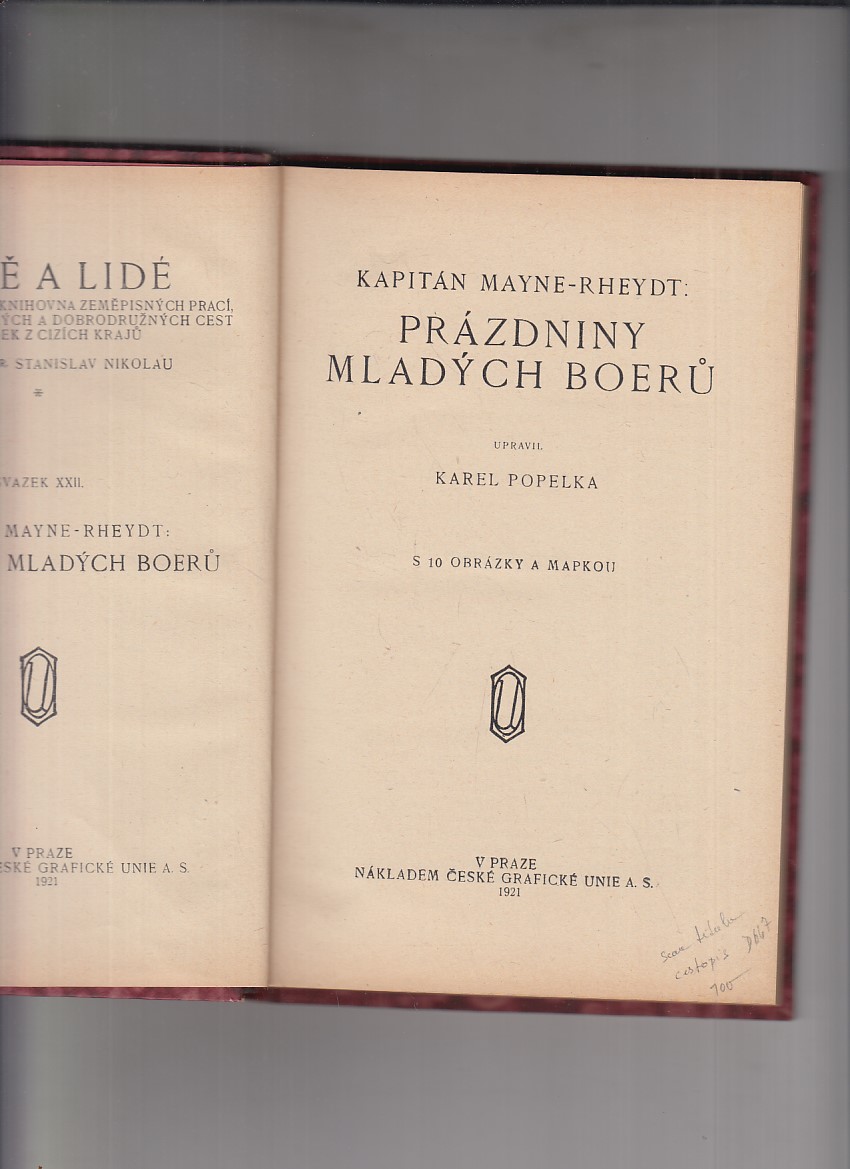 Ě A LIDÉ
KNIHOVNA ZEMĚPISNÝCH PRACÍ,
ÝCH A DOBRODRUŽNÝCH CEST
EK Z CIZÍCH KRAJŮ
R. STANISLAV NIKOLAU
*
VAZEK XXII.
MAYNE-RHEYDT:
MLADÝCH BOERŮ
U
V PRAZE
ESKÉ GRAFICKÉ UNIE A. S.
1921
KAPITÁN MAYNE-RHEYDT:
PRÁZDNINY
MLADÝCH BOERŮ
UPRAVIL
KAREL POPELKA
S 10 OBRÁZKY A MAPKOU
U
V PRAZE
NÁKLADEM ČESKÉ GRAFICKÉ UNIE A. S.
1921
cestopis
100